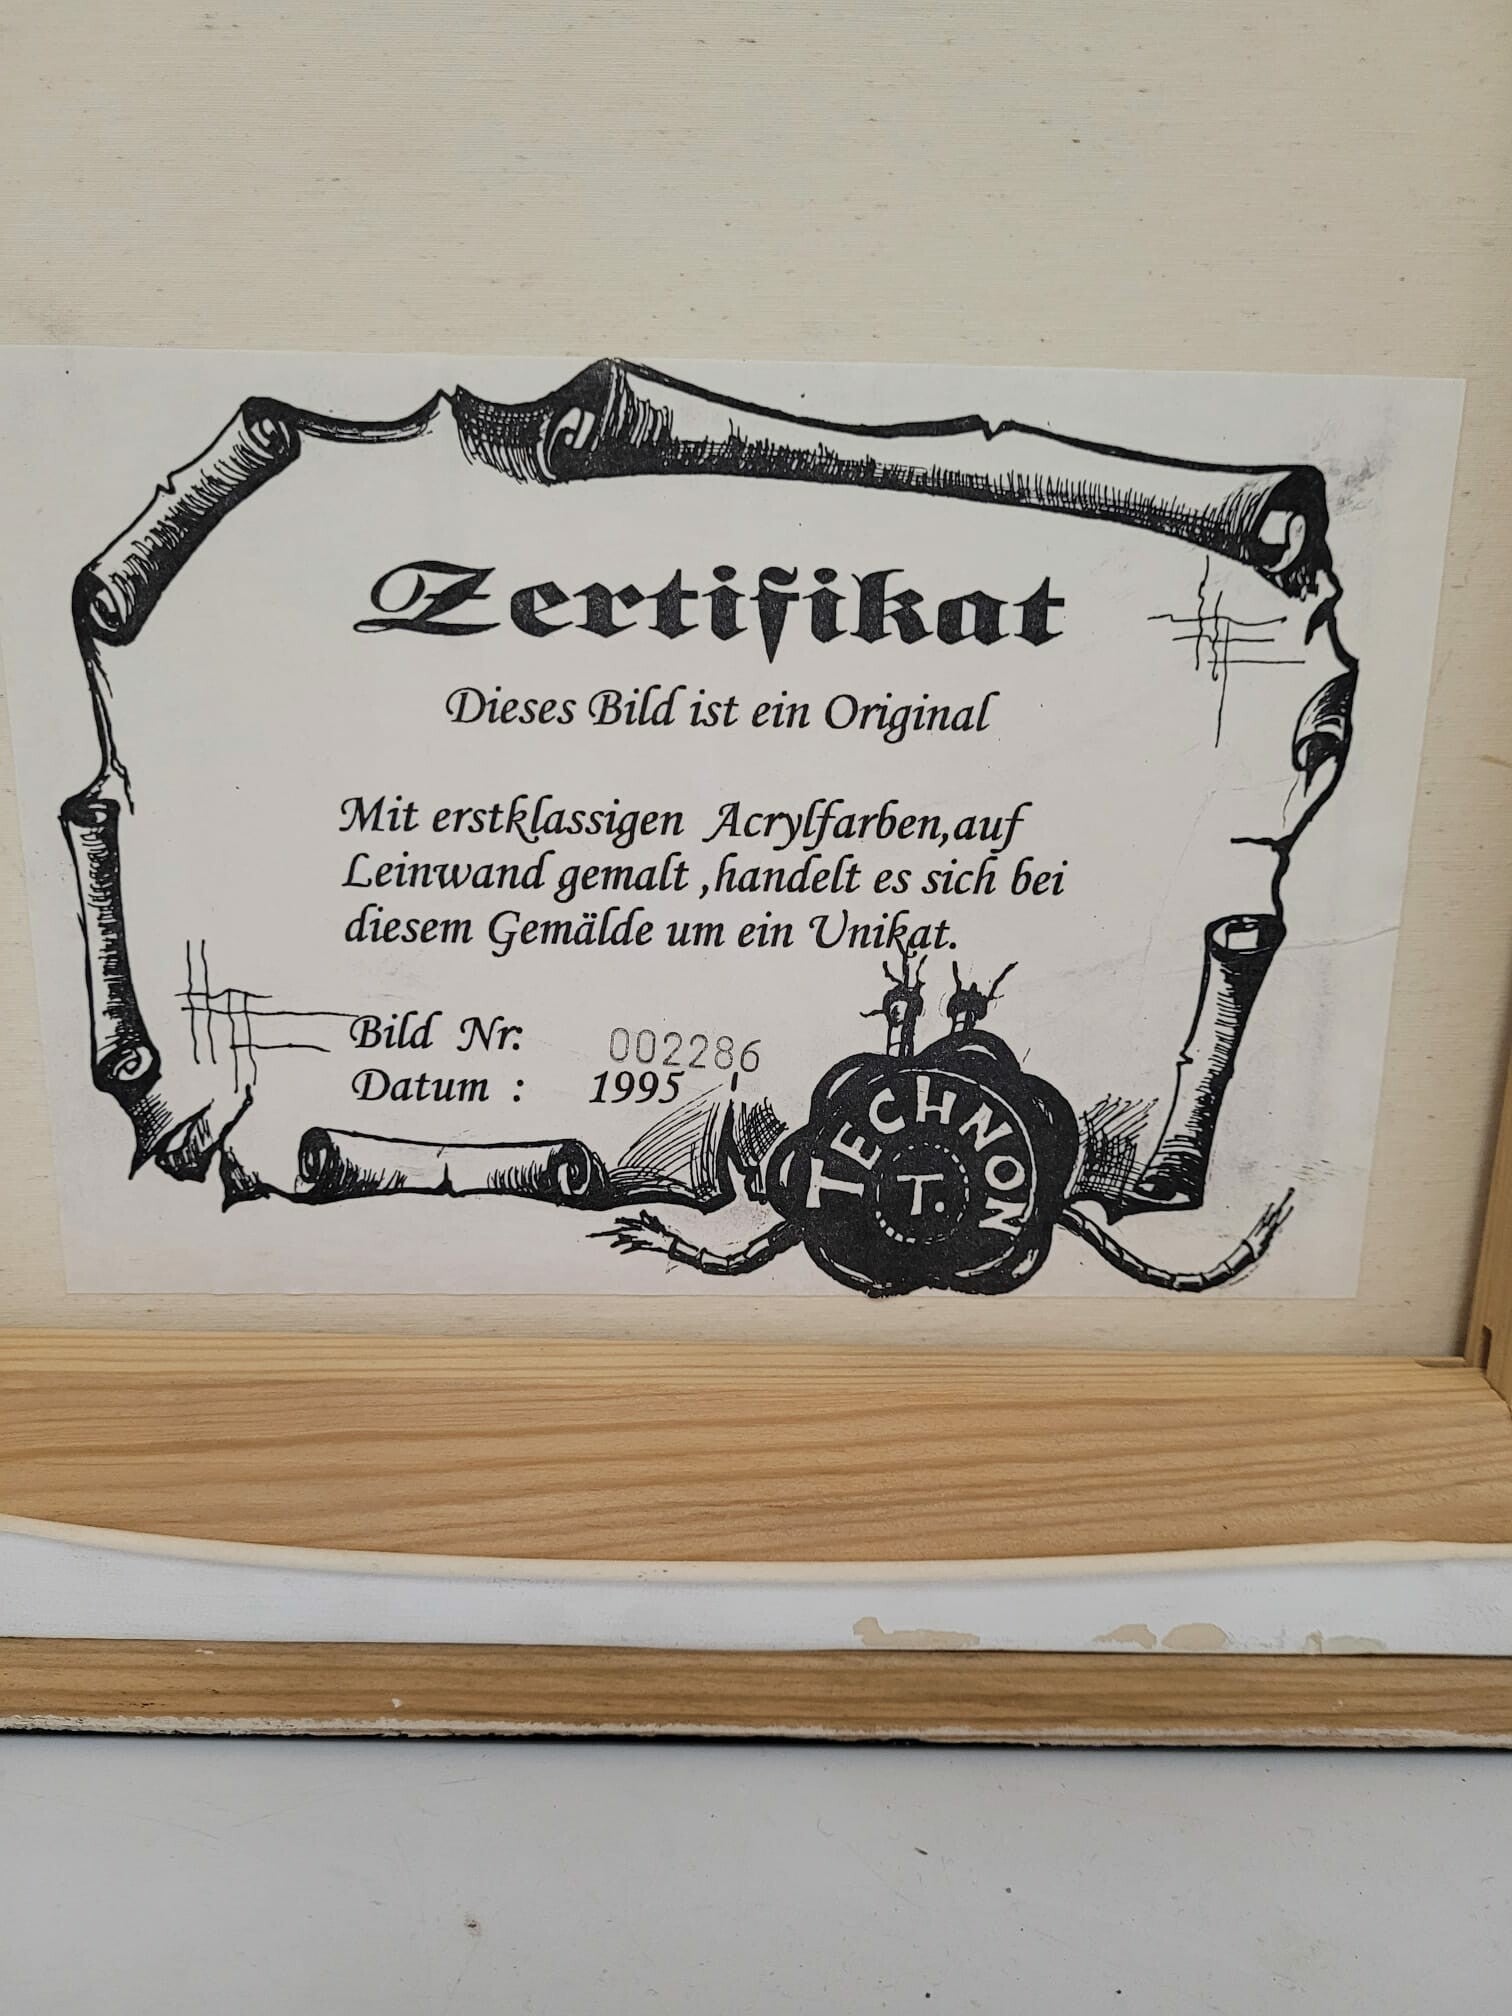 Zertifikat
Dieses Bild ist ein Original
Mit erstklassigen Acrylfarben,auf
Leinwand gemalt ,handelt es sich bei
diesem Gemälde um ein Unikat.
Bild Nr: 002286
Datum : 1995
TECHNON
T.